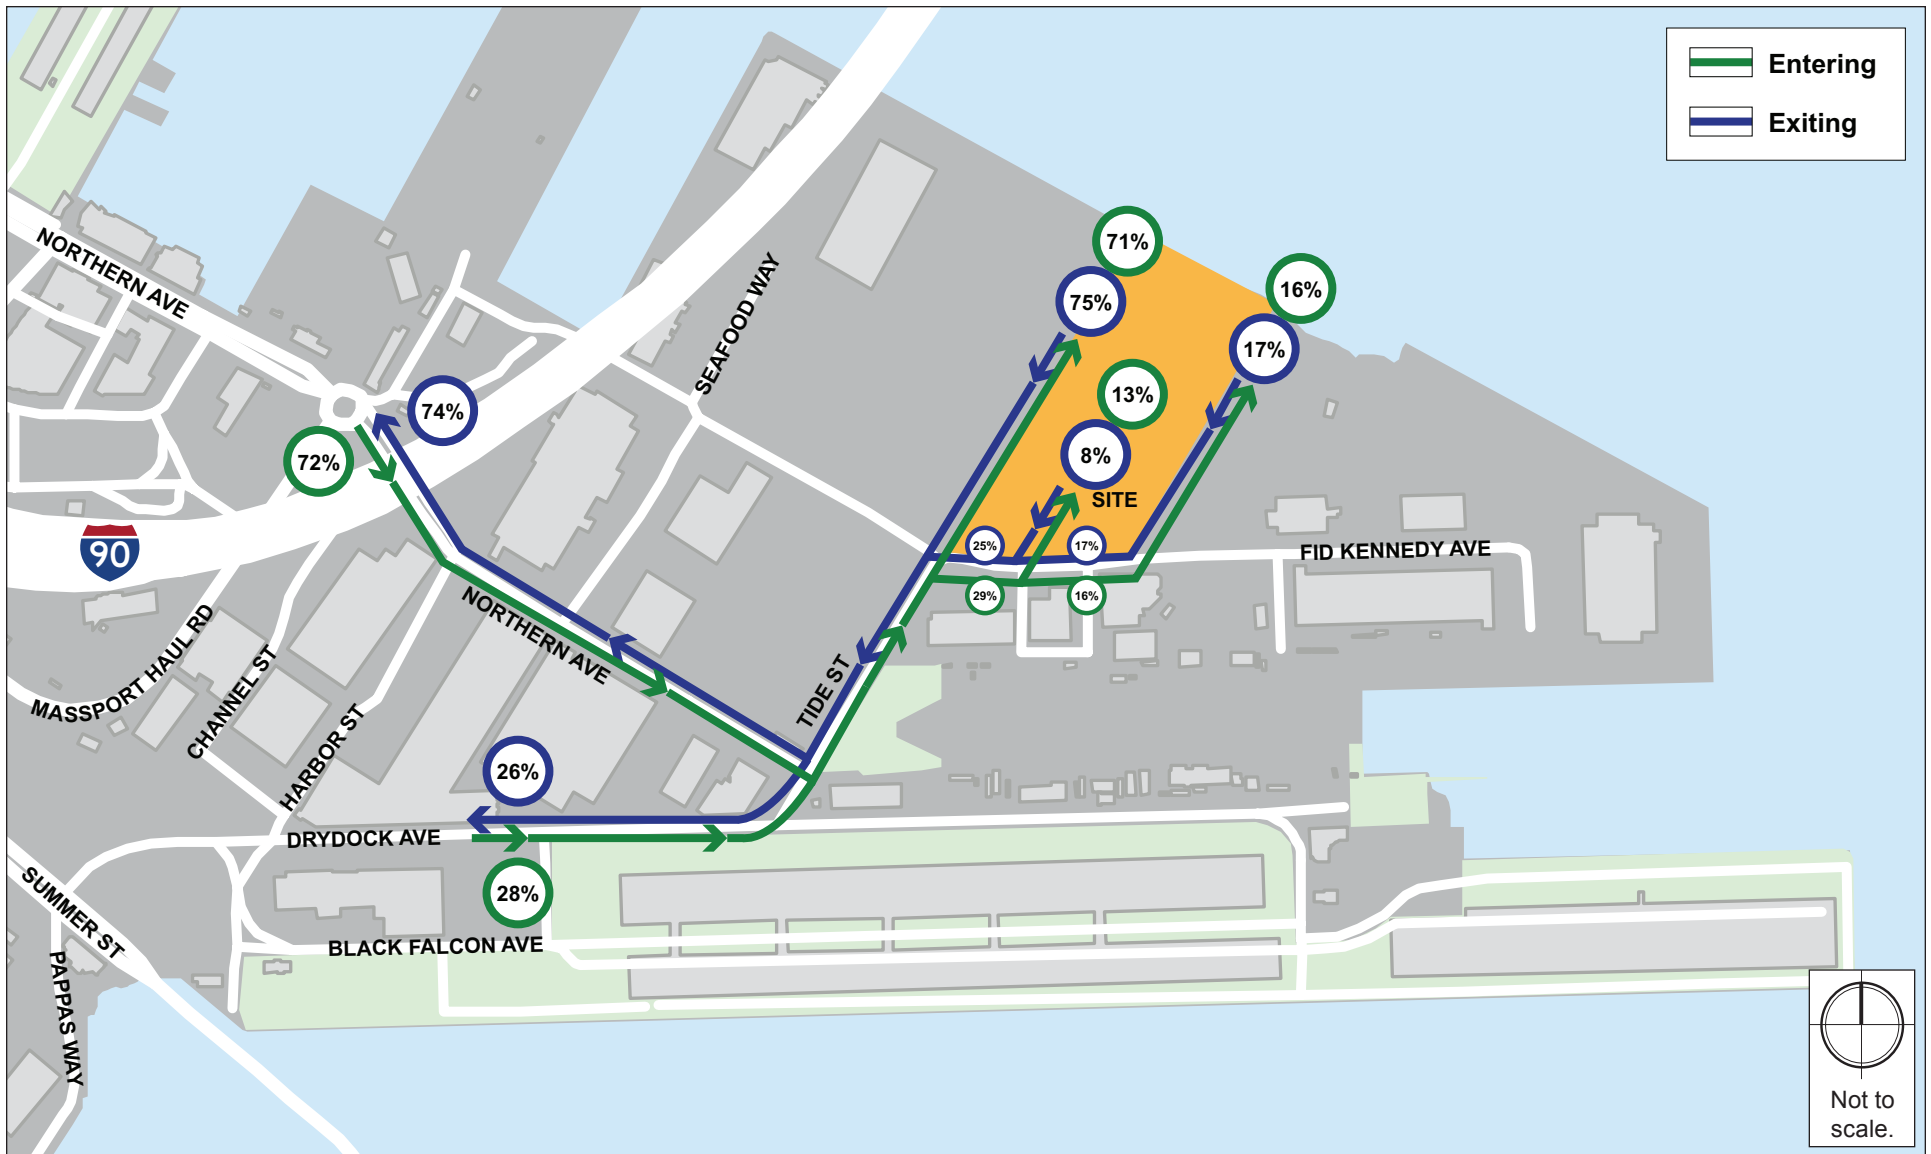 Entering
Exiting
NORTHERN AVE
71%
16%
75%
17%
SEAFOOD WAY
13%
74%
72%
8%
SITE
90
25%
17%
FID KENNEDY AVE
29%
16%
NORTHERN AVE
MASSPORT HAUL RD
CHANNEL ST
HARBOR ST
TIDE ST
26%
DRYDOCK AVE
28%
SUMMER ST
BLACK FALCON AVE
PAPPAS WAY
Not to
scale.